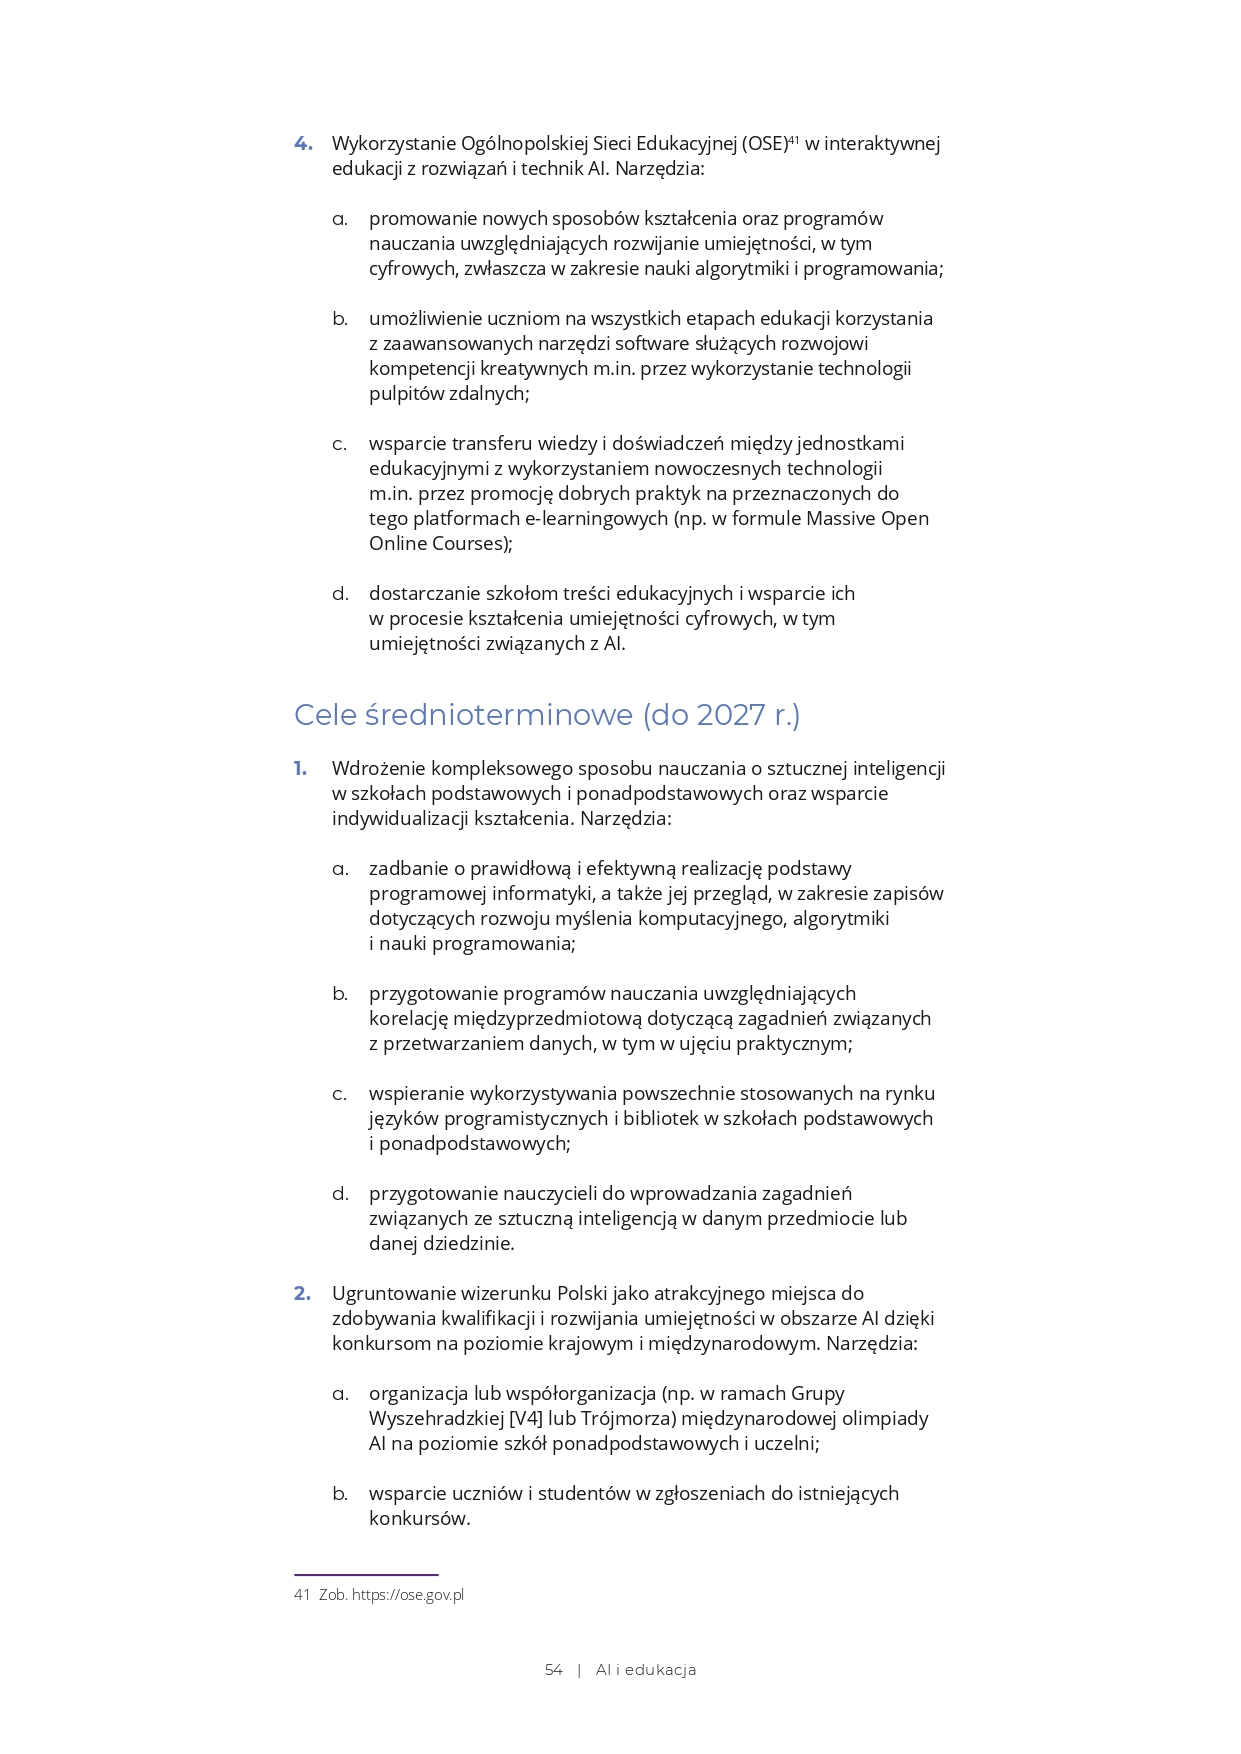 4. Wykorzystanie Ogólnopolskiej Sieci Edukacyjnej (OSE)41 w interaktywnej
edukacji z rozwiązań i technik AI. Narzędzia:
a. promowanie nowych sposobów kształcenia oraz programów
nauczania uwzględniających rozwijanie umiejętności, w tym
cyfrowych, zwłaszcza w zakresie nauki algorytmiki i programowania;
b. umożliwienie uczniom na wszystkich etapach edukacji korzystania
z zaawansowanych narzędzi software służących rozwojowi
kompetencji kreatywnych m.in. przez wykorzystanie technologii
pulpitów zdalnych;
c. wsparcie transferu wiedzy i doświadczeń między jednostkami
edukacyjnymi z wykorzystaniem nowoczesnych technologii
m.in. przez promocję dobrych praktyk na przeznaczonych do
tego platformach e-learningowych (np. w formule Massive Open
Online Courses);
d. dostarczanie szkołom treści edukacyjnych i wsparcie ich
w procesie kształcenia umiejętności cyfrowych, w tym
umiejętności związanych z AI.
Cele średnioterminowe (do 2027 r.)
1. Wdrożenie kompleksowego sposobu nauczania o sztucznej inteligencji
w szkołach podstawowych i ponadpodstawowych oraz wsparcie
indywidualizacji kształcenia. Narzędzia:
a. zadbanie o prawidłową i efektywną realizację podstawy
programowej informatyki, a także jej przegląd, w zakresie zapisów
dotyczących rozwoju myślenia komputacyjnego, algorytmiki
i nauki programowania;
b. przygotowanie programów nauczania uwzględniających
korelację międzyprzedmiotową dotyczącą zagadnień związanych
z przetwarzaniem danych, w tym w ujęciu praktycznym;
c. wspieranie wykorzystywania powszechnie stosowanych na rynku
języków programistycznych i bibliotek w szkołach podstawowych
i ponadpodstawowych;
d. przygotowanie nauczycieli do wprowadzania zagadnień
związanych ze sztuczną inteligencją w danym przedmiocie lub
danej dziedzinie.
2. Ugruntowanie wizerunku Polski jako atrakcyjnego miejsca do
zdobywania kwalifikacji i rozwijania umiejętności w obszarze AI dzięki
konkursom na poziomie krajowym i międzynarodowym. Narzędzia:
a. organizacja lub współorganizacja (np. w ramach Grupy
Wyszehradzkiej [V4] lub Trójmorza) międzynarodowej olimpiady
AI na poziomie szkół ponadpodstawowych i uczelni;
b. wsparcie uczniów i studentów w zgłoszeniach do istniejących
konkursów.
41 Zob. https://ose.gov.pl
54 | AI i edukacja